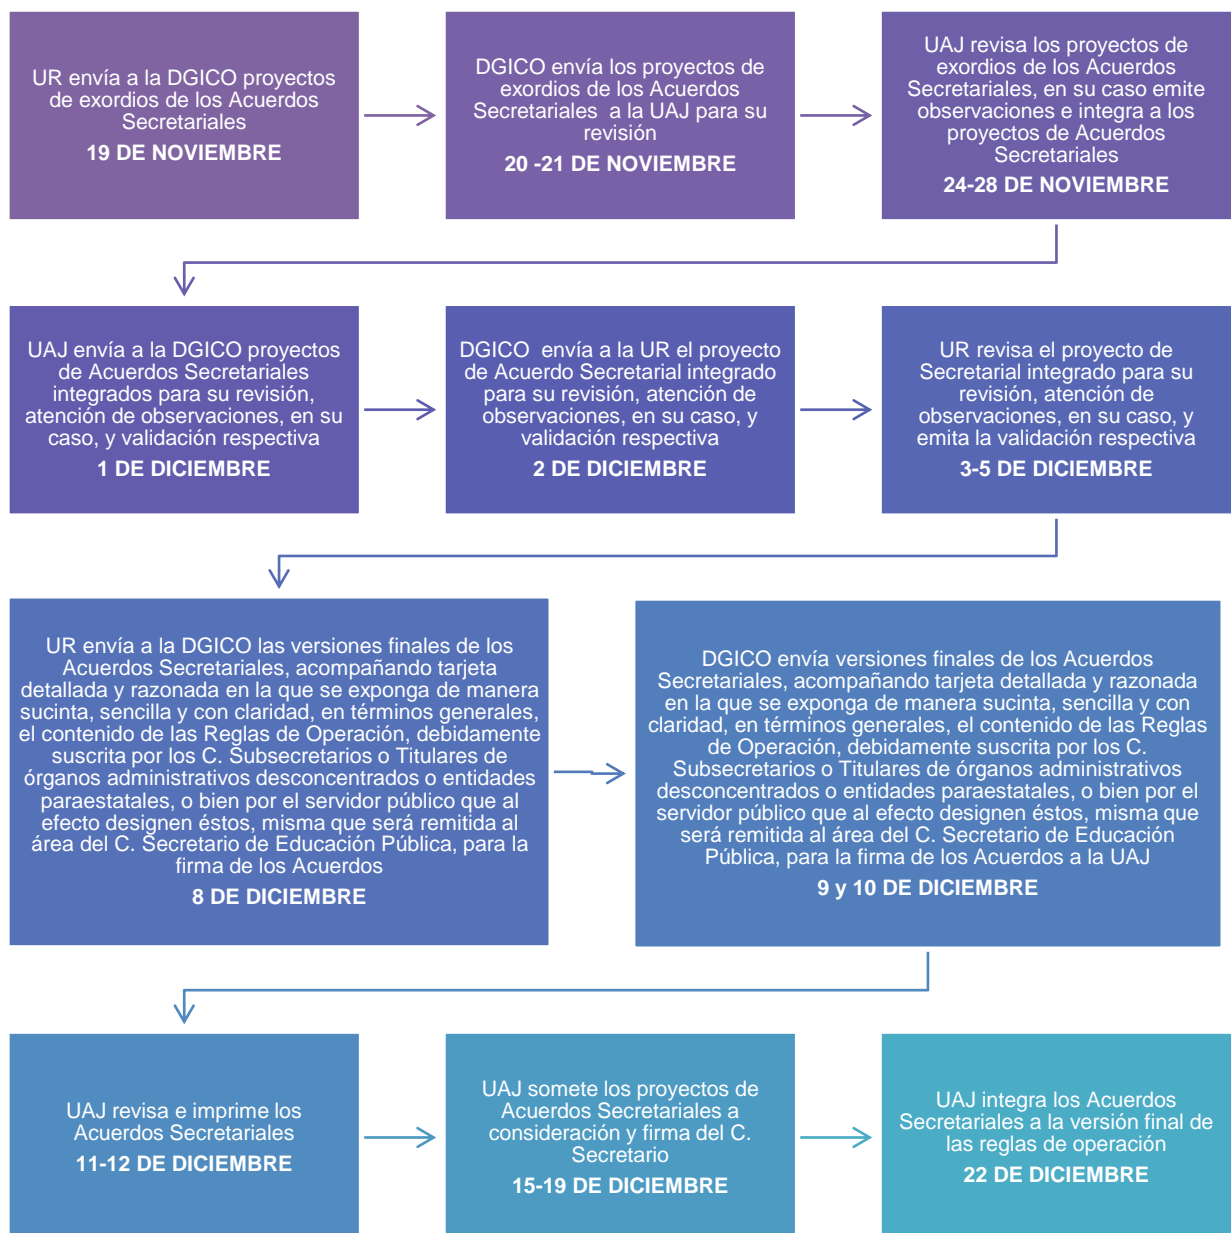 UR envía a la DGICO proyectos
de exordios de los Acuerdos
Secretariales
19 DE NOVIEMBRE
DGICO envía los proyectos de
exordios de los Acuerdos
Secretariales a la UAJ para su
revisión
20 -21 DE NOVIEMBRE
UAJ revisa los proyectos de
exordios de los Acuerdos
Secretariales, en su caso emite
observaciones e integra a los
proyectos de Acuerdos
Secretariales
24-28 DE NOVIEMBRE
UAJ envía a la DGICO proyectos
de Acuerdos Secretariales
integrados para su revisión,
atención de observaciones, en su
caso, y validación respectiva
1 DE DICIEMBRE
DGICO envía a la UR el proyecto
de Acuerdo Secretarial integrado
para su revisión, atención de
observaciones, en su caso, y
validación respectiva
2 DE DICIEMBRE
UR revisa el proyecto de
Secretarial integrado para su
revisión, atención de
observaciones, en su caso, y
emita la validación respectiva
3-5 DE DICIEMBRE
UR envía a la DGICO las versiones finales de los
Acuerdos Secretariales, acompañando tarjeta
detallada y razonada en la que se exponga de manera
sucinta, sencilla y con claridad, en términos generales,
el contenido de las Reglas de Operación, debidamente
suscrita por los C. Subsecretarios o Titulares de
órganos administrativos desconcentrados o entidades
paraestatales, o bien por el servidor público que al
efecto designen éstos, misma que será remitida al
área del C. Secretario de Educación Pública, para la
firma de los Acuerdos
8 DE DICIEMBRE
DGICO envía versiones finales de los Acuerdos
Secretariales, acompañando tarjeta detallada y razonada
en la que se exponga de manera sucinta, sencilla y con
claridad, en términos generales, el contenido de las Reglas
de Operación, debidamente suscrita por los C.
Subsecretarios o Titulares de órganos administrativos
desconcentrados o entidades paraestatales, o bien por el
servidor público que al efecto designen éstos, misma que
será remitida al área del C. Secretario de Educación
Pública, para la firma de los Acuerdos a la UAJ
9 y 10 DE DICIEMBRE
UAJ revisa e imprime los
Acuerdos Secretariales
11-12 DE DICIEMBRE
UAJ somete los proyectos de
Acuerdos Secretariales a
consideración y firma del C.
Secretario
15-19 DE DICIEMBRE
UAJ integra los Acuerdos
Secretariales a la versión final de
las reglas de operación
22 DE DICIEMBRE